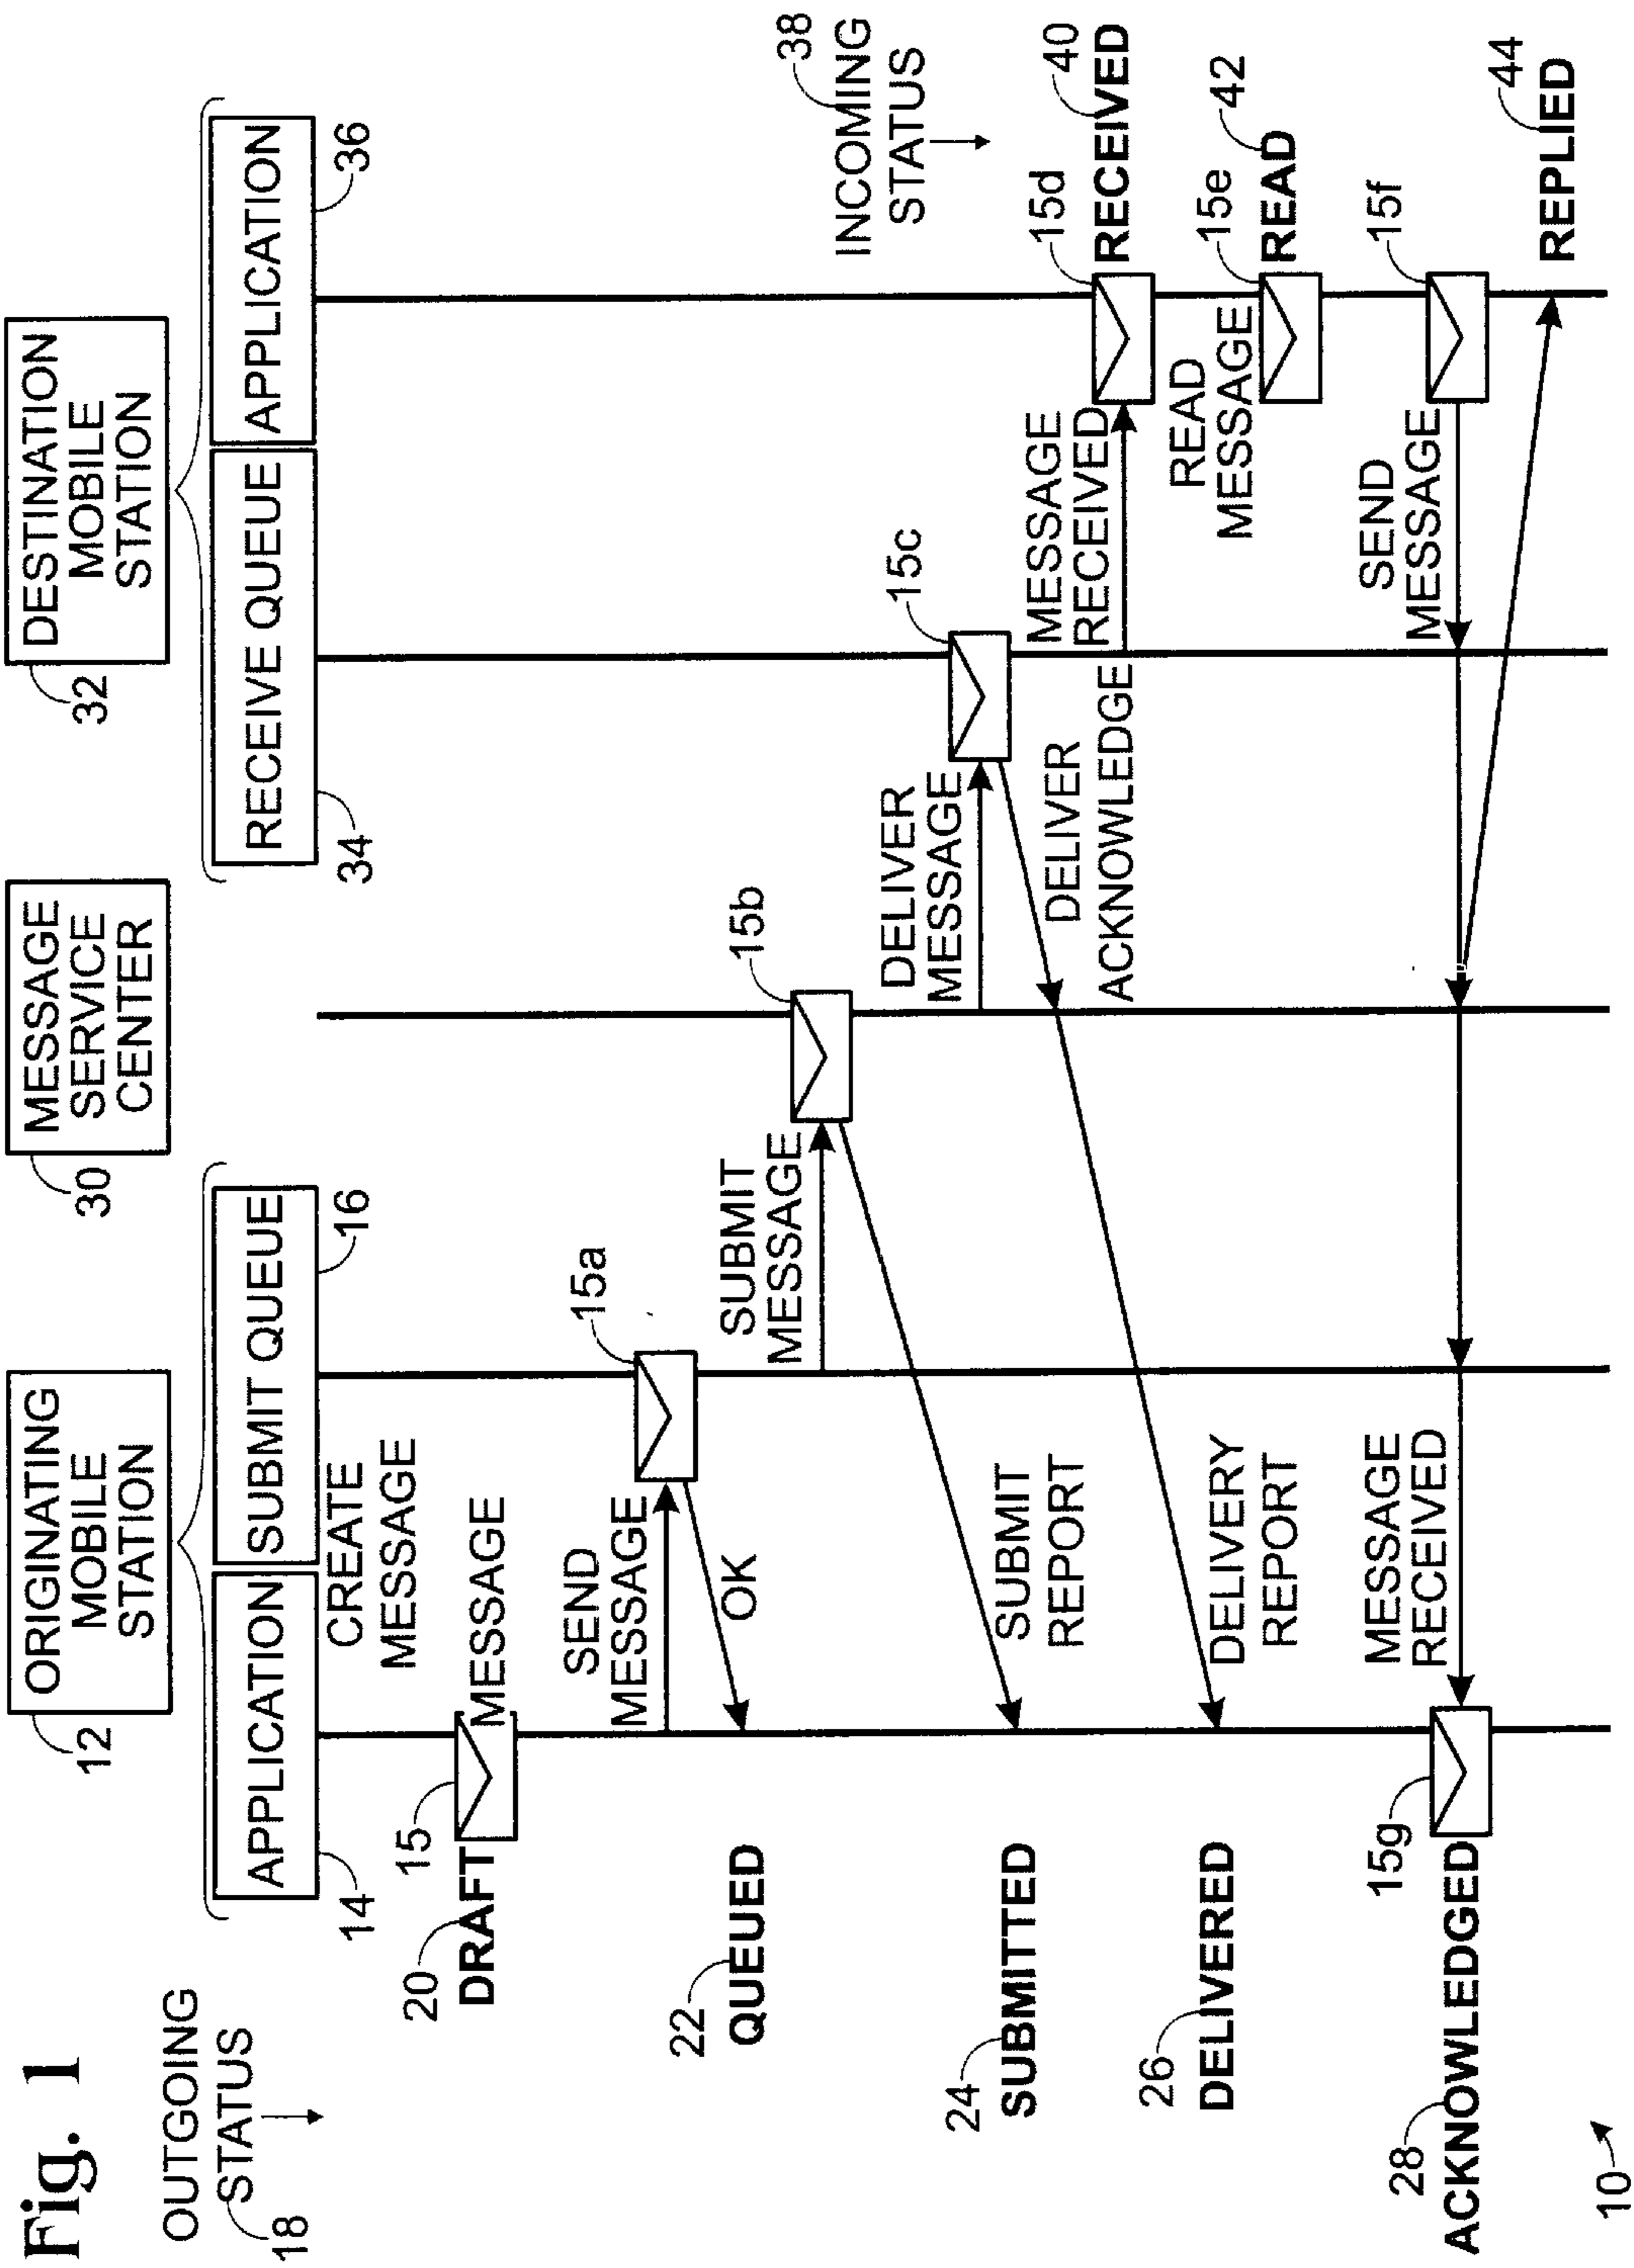 Fig. 1
ORIGINATING
MOBILE
STATION
12
MESSAGE
SERVICE
CENTER
30
DESTINATION
MOBILE
STATION
32
OUTGOING
STATUS
18
APPLICATION
14
SUBMIT QUEUE
16
RECEIVE QUEUE
34
APPLICATION
36
CREATE
MESSAGE
20
DRAFT
15
MESSAGE
SEND
MESSAGE
15a
22
QUEUED
OK
SUBMIT
MESSAGE
15b
INCOMING
STATUS
38
DELIVER
MESSAGE
15c
24
SUBMITTED
SUBMIT
REPORT
DELIVER
ACKNOWLEDGE
MESSAGE
RECEIVED
15d
40
RECEIVED
26
DELIVERED
DELIVERY
REPORT
READ
MESSAGE
15e
42
READ
28
ACKNOWLEDGED
15g
MESSAGE
RECEIVED
SEND
MESSAGE
15f
44
REPLIED
10